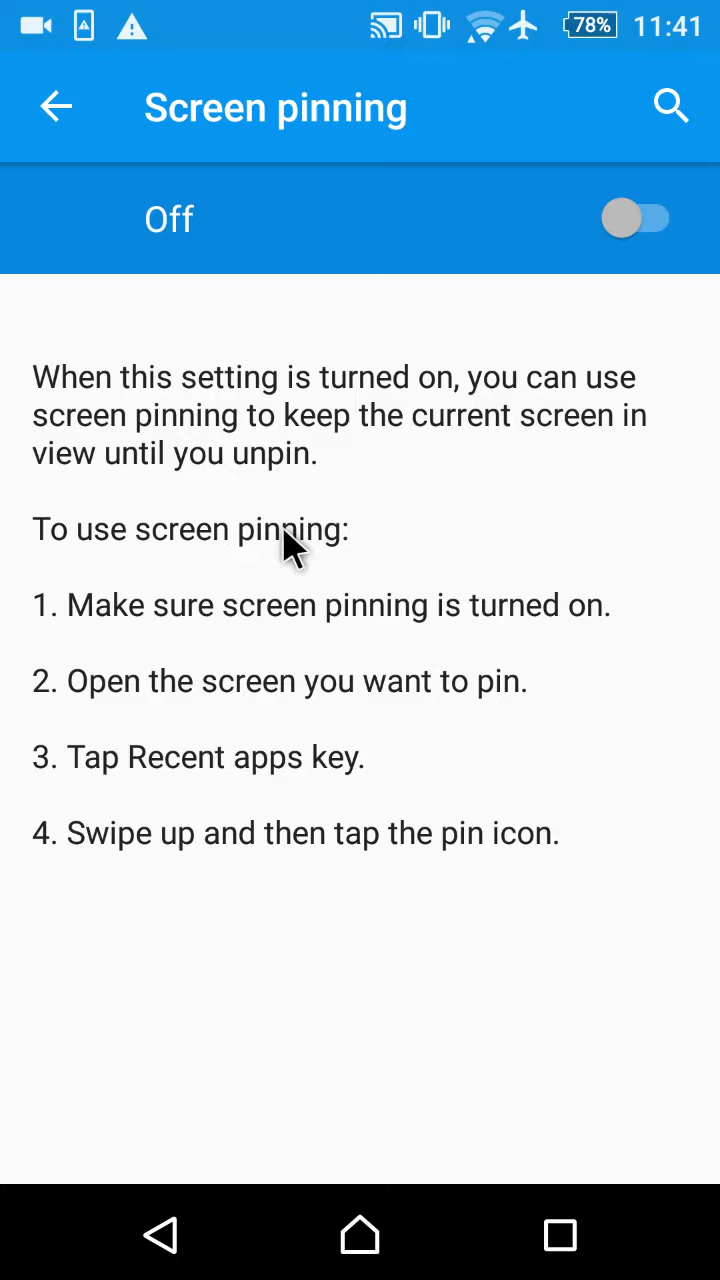 78% 11:41
Screen pinning
Off
When this setting is turned on, you can use
screen pinning to keep the current screen in
view until you unpin.
To use screen pinning:
1. Make sure screen pinning is turned on.
2. Open the screen you want to pin.
3. Tap Recent apps key.
4. Swipe up and then tap the pin icon.